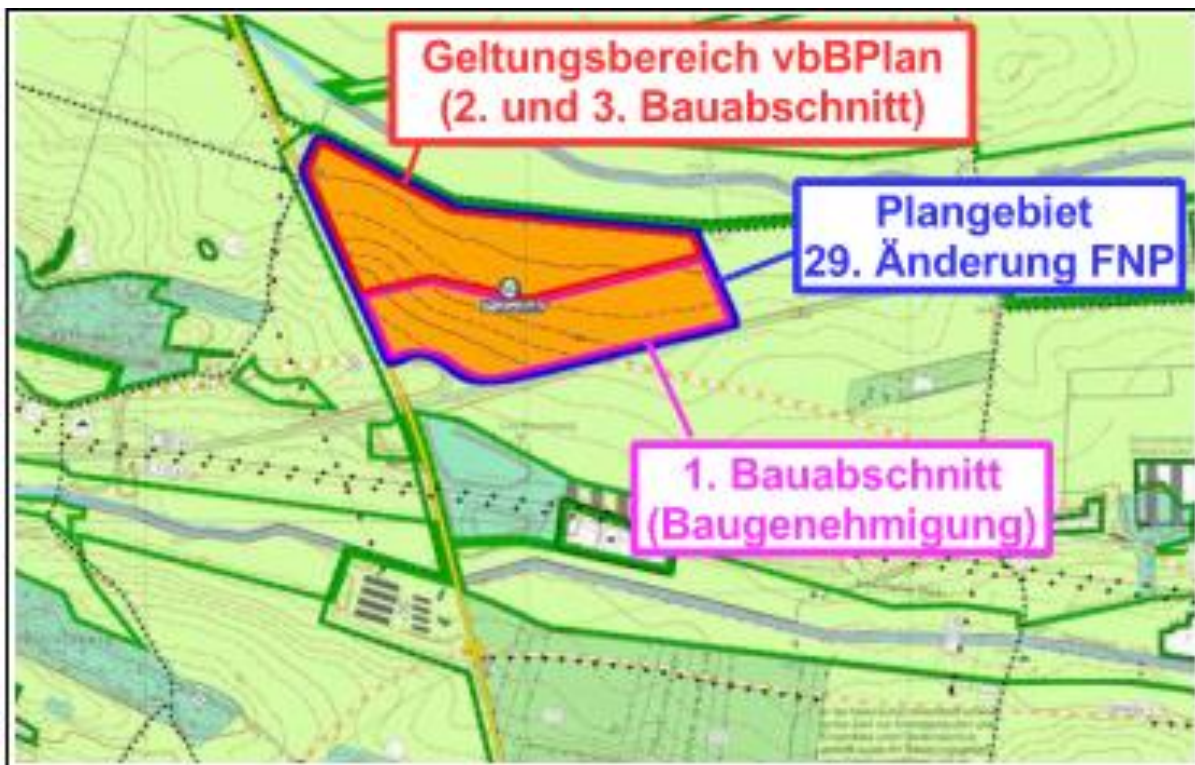 Geltungsbereich vbBPlan
(2. und 3. Bauabschnitt)
Plangebiet
29. Änderung FNP
1. Bauabschnitt
(Baugenehmigung)